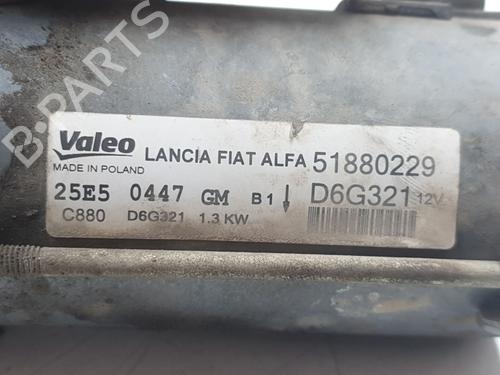 B-PARTS
Valeo LANCIA FIAT ALFA 51880229
MADE IN POLAND
25E5 0447 GM B1 D6G321 12V
C880 D6G321 1.3 KW